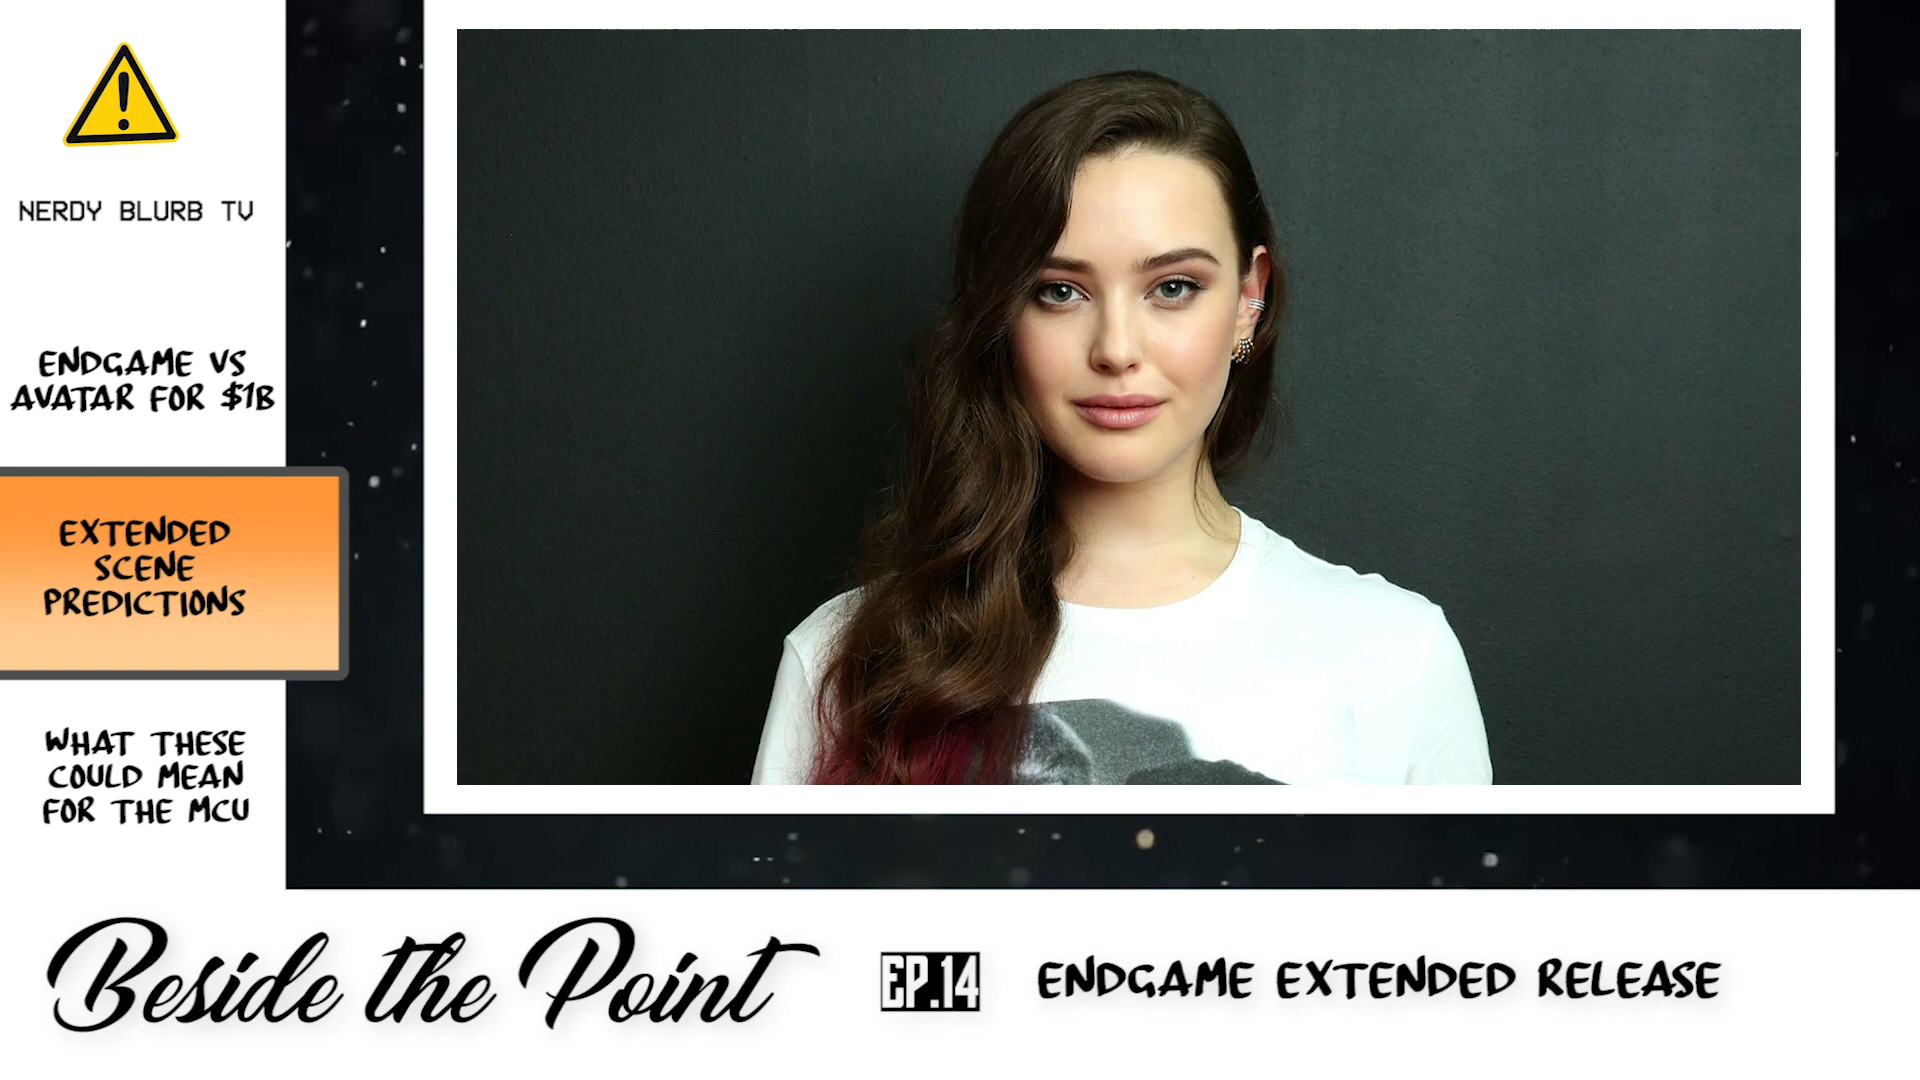 NERDY BLURB TV
ENDGAME VS
AVATAR FOR $1B
EXTENDED
SCENE
PREDICTIONS
WHAT THESE
COULD MEAN
FOR THE MCU
Beside the Point
EP.14
ENDGAME EXTENDED RELEASE